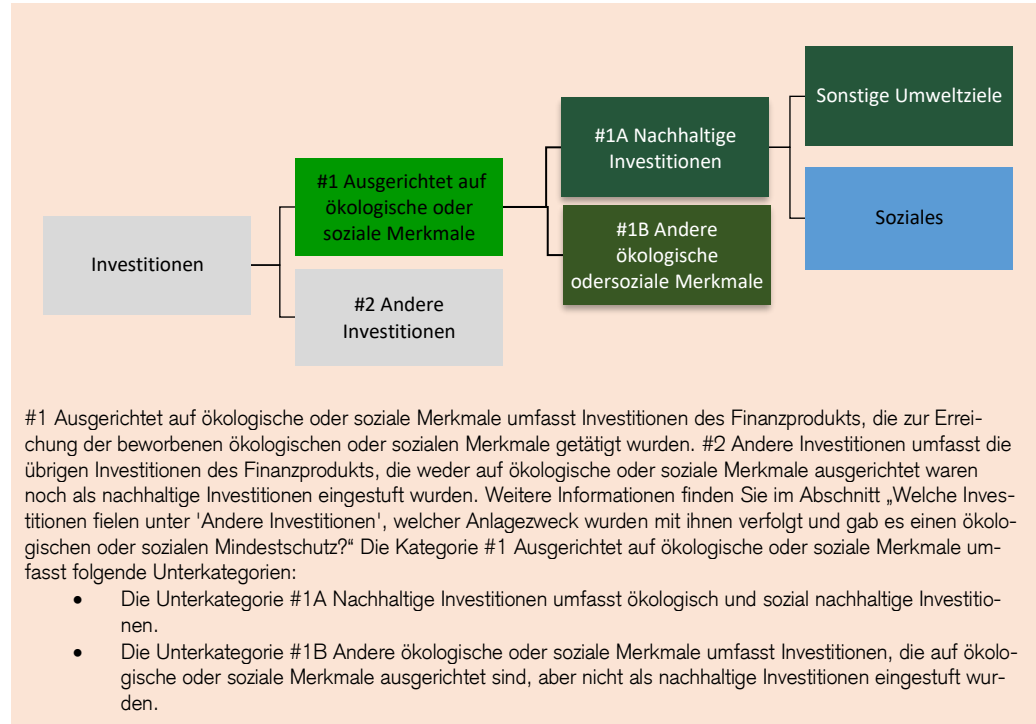 Sonstige Umweltziele
#1A Nachhaltige
Investitionen
#1 Ausgerichtet auf
ökologische oder
soziale Merkmale
Soziales
#1B Andere
ökologische
odersoziale Merkmale
Investitionen
#2 Andere
Investitionen
#1 Ausgerichtet auf ökologische oder soziale Merkmale umfasst Investitionen des Finanzprodukts, die zur Errei-
chung der beworbenen ökologischen oder sozialen Merkmale getätigt wurden. #2 Andere Investitionen umfasst die
übrigen Investitionen des Finanzprodukts, die weder auf ökologische oder soziale Merkmale ausgerichtet waren
noch als nachhaltige Investitionen eingestuft wurden. Weitere Informationen finden Sie im Abschnitt „Welche Inves-
titionen fielen unter 'Andere Investitionen', welcher Anlagezweck wurden mit ihnen verfolgt und gab es einen ökolo-
gischen oder sozialen Mindestschutz?“ Die Kategorie #1 Ausgerichtet auf ökologische oder soziale Merkmale um-
fasst folgende Unterkategorien:
• Die Unterkategorie #1A Nachhaltige Investitionen umfasst ökologisch und sozial nachhaltige Investitio-
nen.
• Die Unterkategorie #1B Andere ökologische oder soziale Merkmale umfasst Investitionen, die auf ökolo-
gische oder soziale Merkmale ausgerichtet sind, aber nicht als nachhaltige Investitionen eingestuft wur-
den.